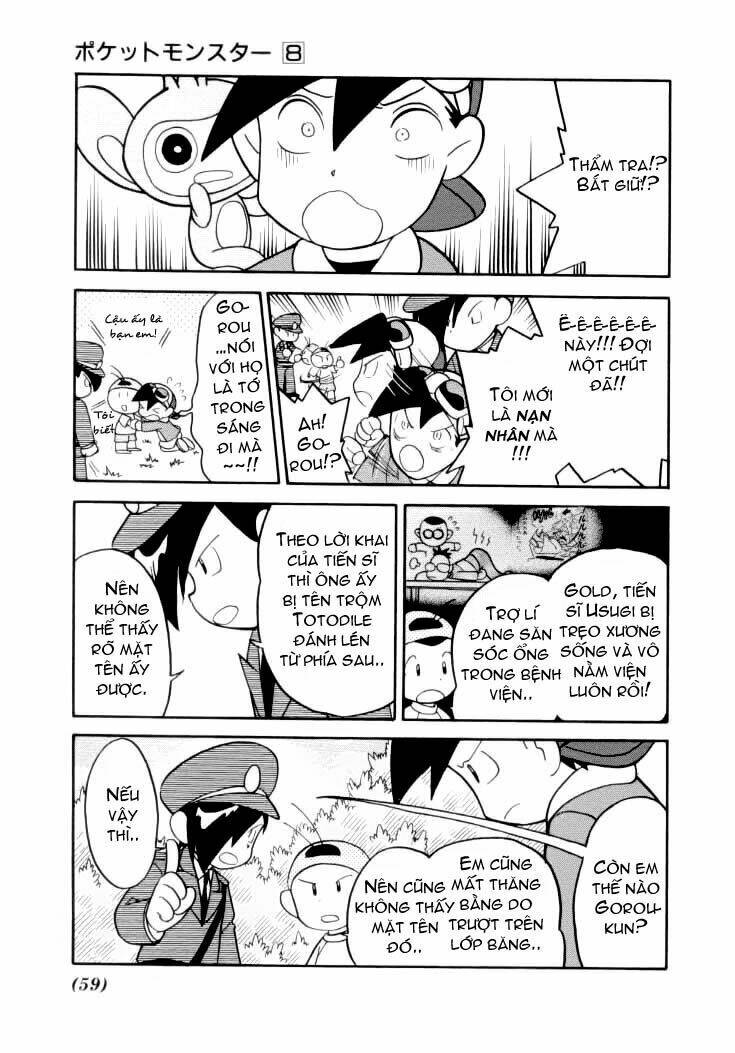 ポケットモンスター 8
THẨM TRA!?
BẮT GIỮ!?
Ê-Ê-Ê-Ê-Ê-Ê-
NÀY!!! ĐỢI
MỘT CHÚT
ĐÃ!!
TÔI MỚI
LÀ NẠN
NHÂN MÀ
!!!
AH!
GO-
ROU!?
GO-
ROU
...NÓI
VỚI HỌ
LÀ TỚ
TRONG
SÁNG
ĐI MÀ
~~!!
Cậu ấy là
bạn em!
Tôi
biết
GOLD, TIẾN
SĨ USUGI BỊ
TRẸO XƯƠNG
SỐNG VÀ VÔ
NẰM VIỆN
LUÔN RỒI!
TRỢ LÍ
ĐANG SĂN
SÓC ỔNG
TRONG BỆNH
VIỆN..
THEO LỜI KHAI
CỦA TIẾN SĨ
THÌ ÔNG ẤY
BỊ TÊN TRỘM
TOTODILE
ĐÁNH LÉN
TỪ PHÍA SAU..
NÊN
KHÔNG
THỂ THẤY
RÕ MẶT
TÊN ẤY
ĐƯỢC.
CÒN EM
THẾ NÀO
GOROU-
KUN?
EM CŨNG
MẤT THĂNG
BẰNG DO
TRƯỢT TRÊN
LỚP BĂNG..
NÊN CŨNG
KHÔNG THẤY
MẶT TÊN
ĐÓ..
NẾU
VẬY
THÌ..
(59)